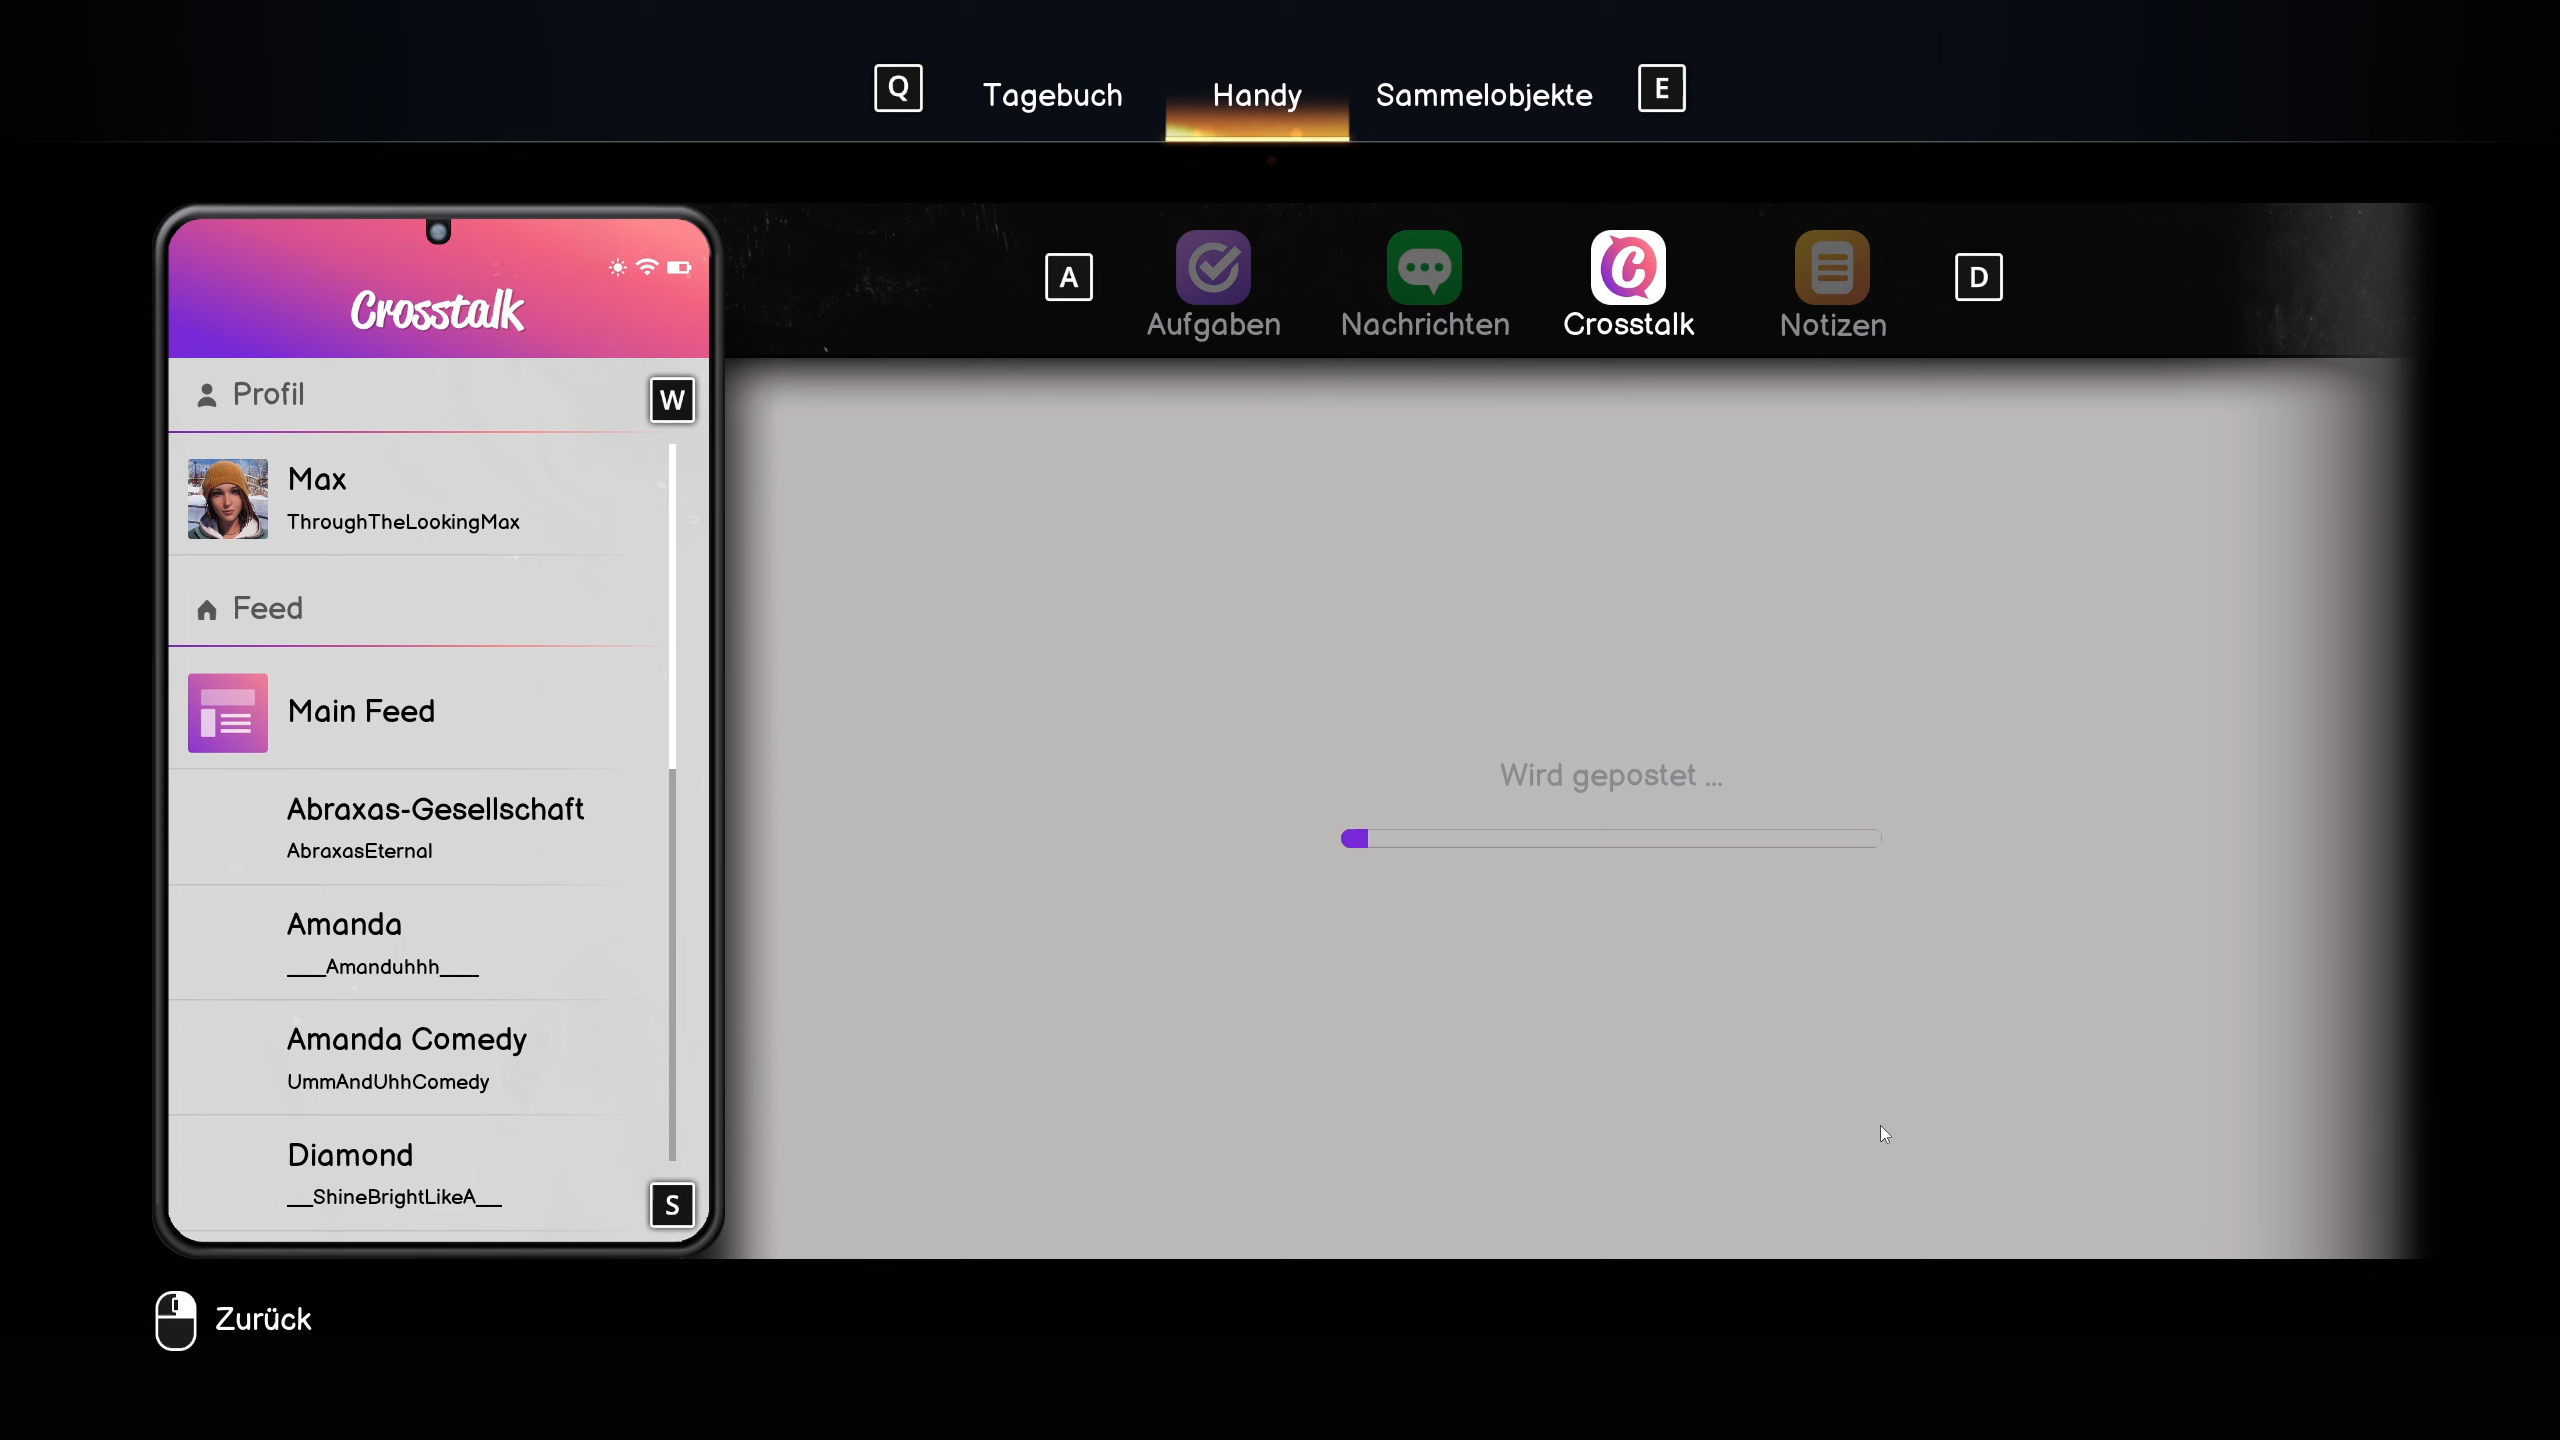 Q
Tagebuch
Handy
Sammelobjekte
E
Crosstalk
A
Aufgaben
Nachrichten
Crosstalk
Notizen
D
Profil
W
Max
ThroughTheLookingMax
Feed
Main Feed
Abraxas-Gesellschaft
AbraxasEternal
Amanda
___Amanduhhh___
Amanda Comedy
UmmAndUhhComedy
Diamond
__ShineBrightLikeA__
S
Wird gepostet ...
Zurück